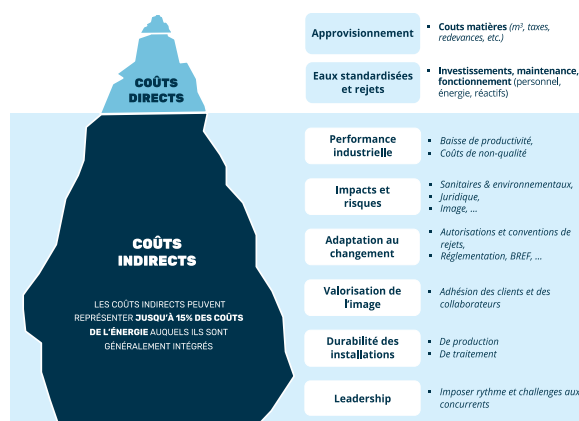 COÛTS
DIRECTS
Approvisionnement
▪ Couts matières (m³, taxes,
redevances, etc.)
Eaux standardisées
et rejets
▪ Investissements, maintenance,
fonctionnement (personnel,
énergie, réactifs)
COÛTS
INDIRECTS
LES COÛTS INDIRECTS PEUVENT
REPRÉSENTER JUSQU'À 15% DES COÛTS
DE L'ÉNERGIE AUQUELS ILS SONT
GÉNÉRALEMENT INTÉGRÉS
Performance
industrielle
▪ Baisse de productivité,
▪ Coûts de non-qualité
Impacts et
risques
▪ Sanitaires & environnementaux,
▪ Juridique,
▪ Image, ...
Adaptation au
changement
▪ Autorisations et conventions de
rejets,
▪ Réglementation, BREF, ...
Valorisation de
l'image
▪ Adhésion des clients et des
collaborateurs
Durabilité des
installations
▪ De production
▪ De traitement
Leadership
▪ Imposer rythme et challenges aux
concurrents